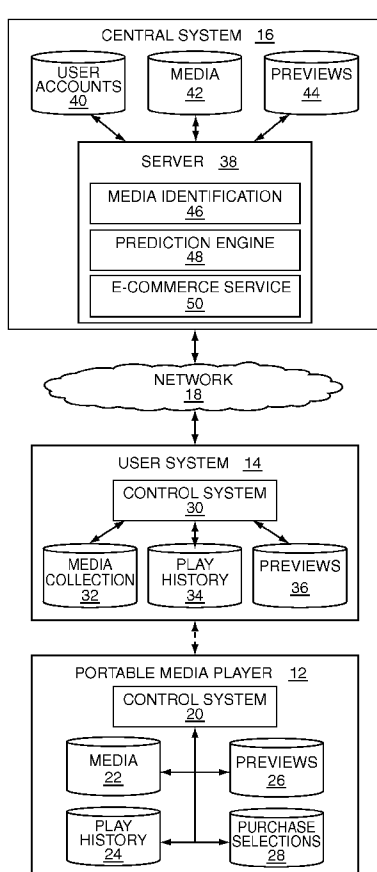 CENTRAL SYSTEM 16
USER ACCOUNTS 40
MEDIA 42
PREVIEWS 44
SERVER 38
MEDIA IDENTIFICATION 46
PREDICTION ENGINE 48
E-COMMERCE SERVICE 50
NETWORK 18
USER SYSTEM 14
CONTROL SYSTEM 30
MEDIA COLLECTION 32
PLAY HISTORY 34
PREVIEWS 36
PORTABLE MEDIA PLAYER 12
CONTROL SYSTEM 20
MEDIA 22
PREVIEWS 26
PLAY HISTORY 24
PURCHASE SELECTIONS 28